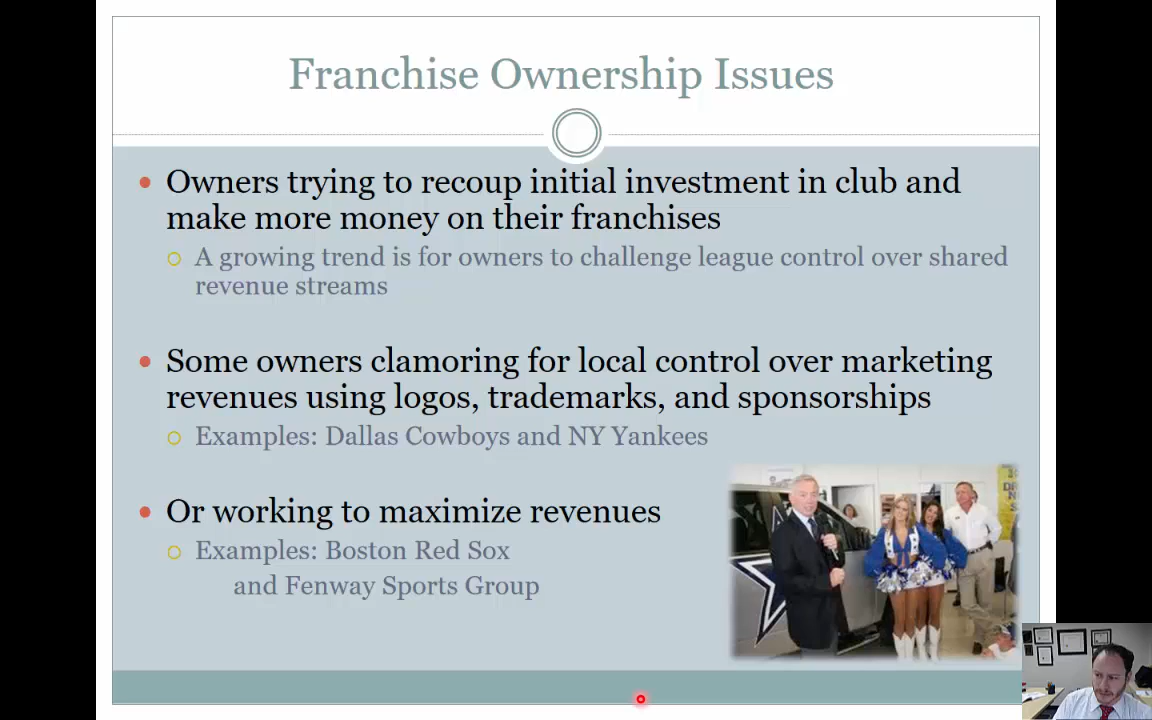 Franchise Ownership Issues
Owners trying to recoup initial investment in club and
make more money on their franchises
A growing trend is for owners to challenge league control over shared
revenue streams
Some owners clamoring for local control over marketing
revenues using logos, trademarks, and sponsorships
Examples: Dallas Cowboys and NY Yankees
Or working to maximize revenues
Examples: Boston Red Sox
and Fenway Sports Group